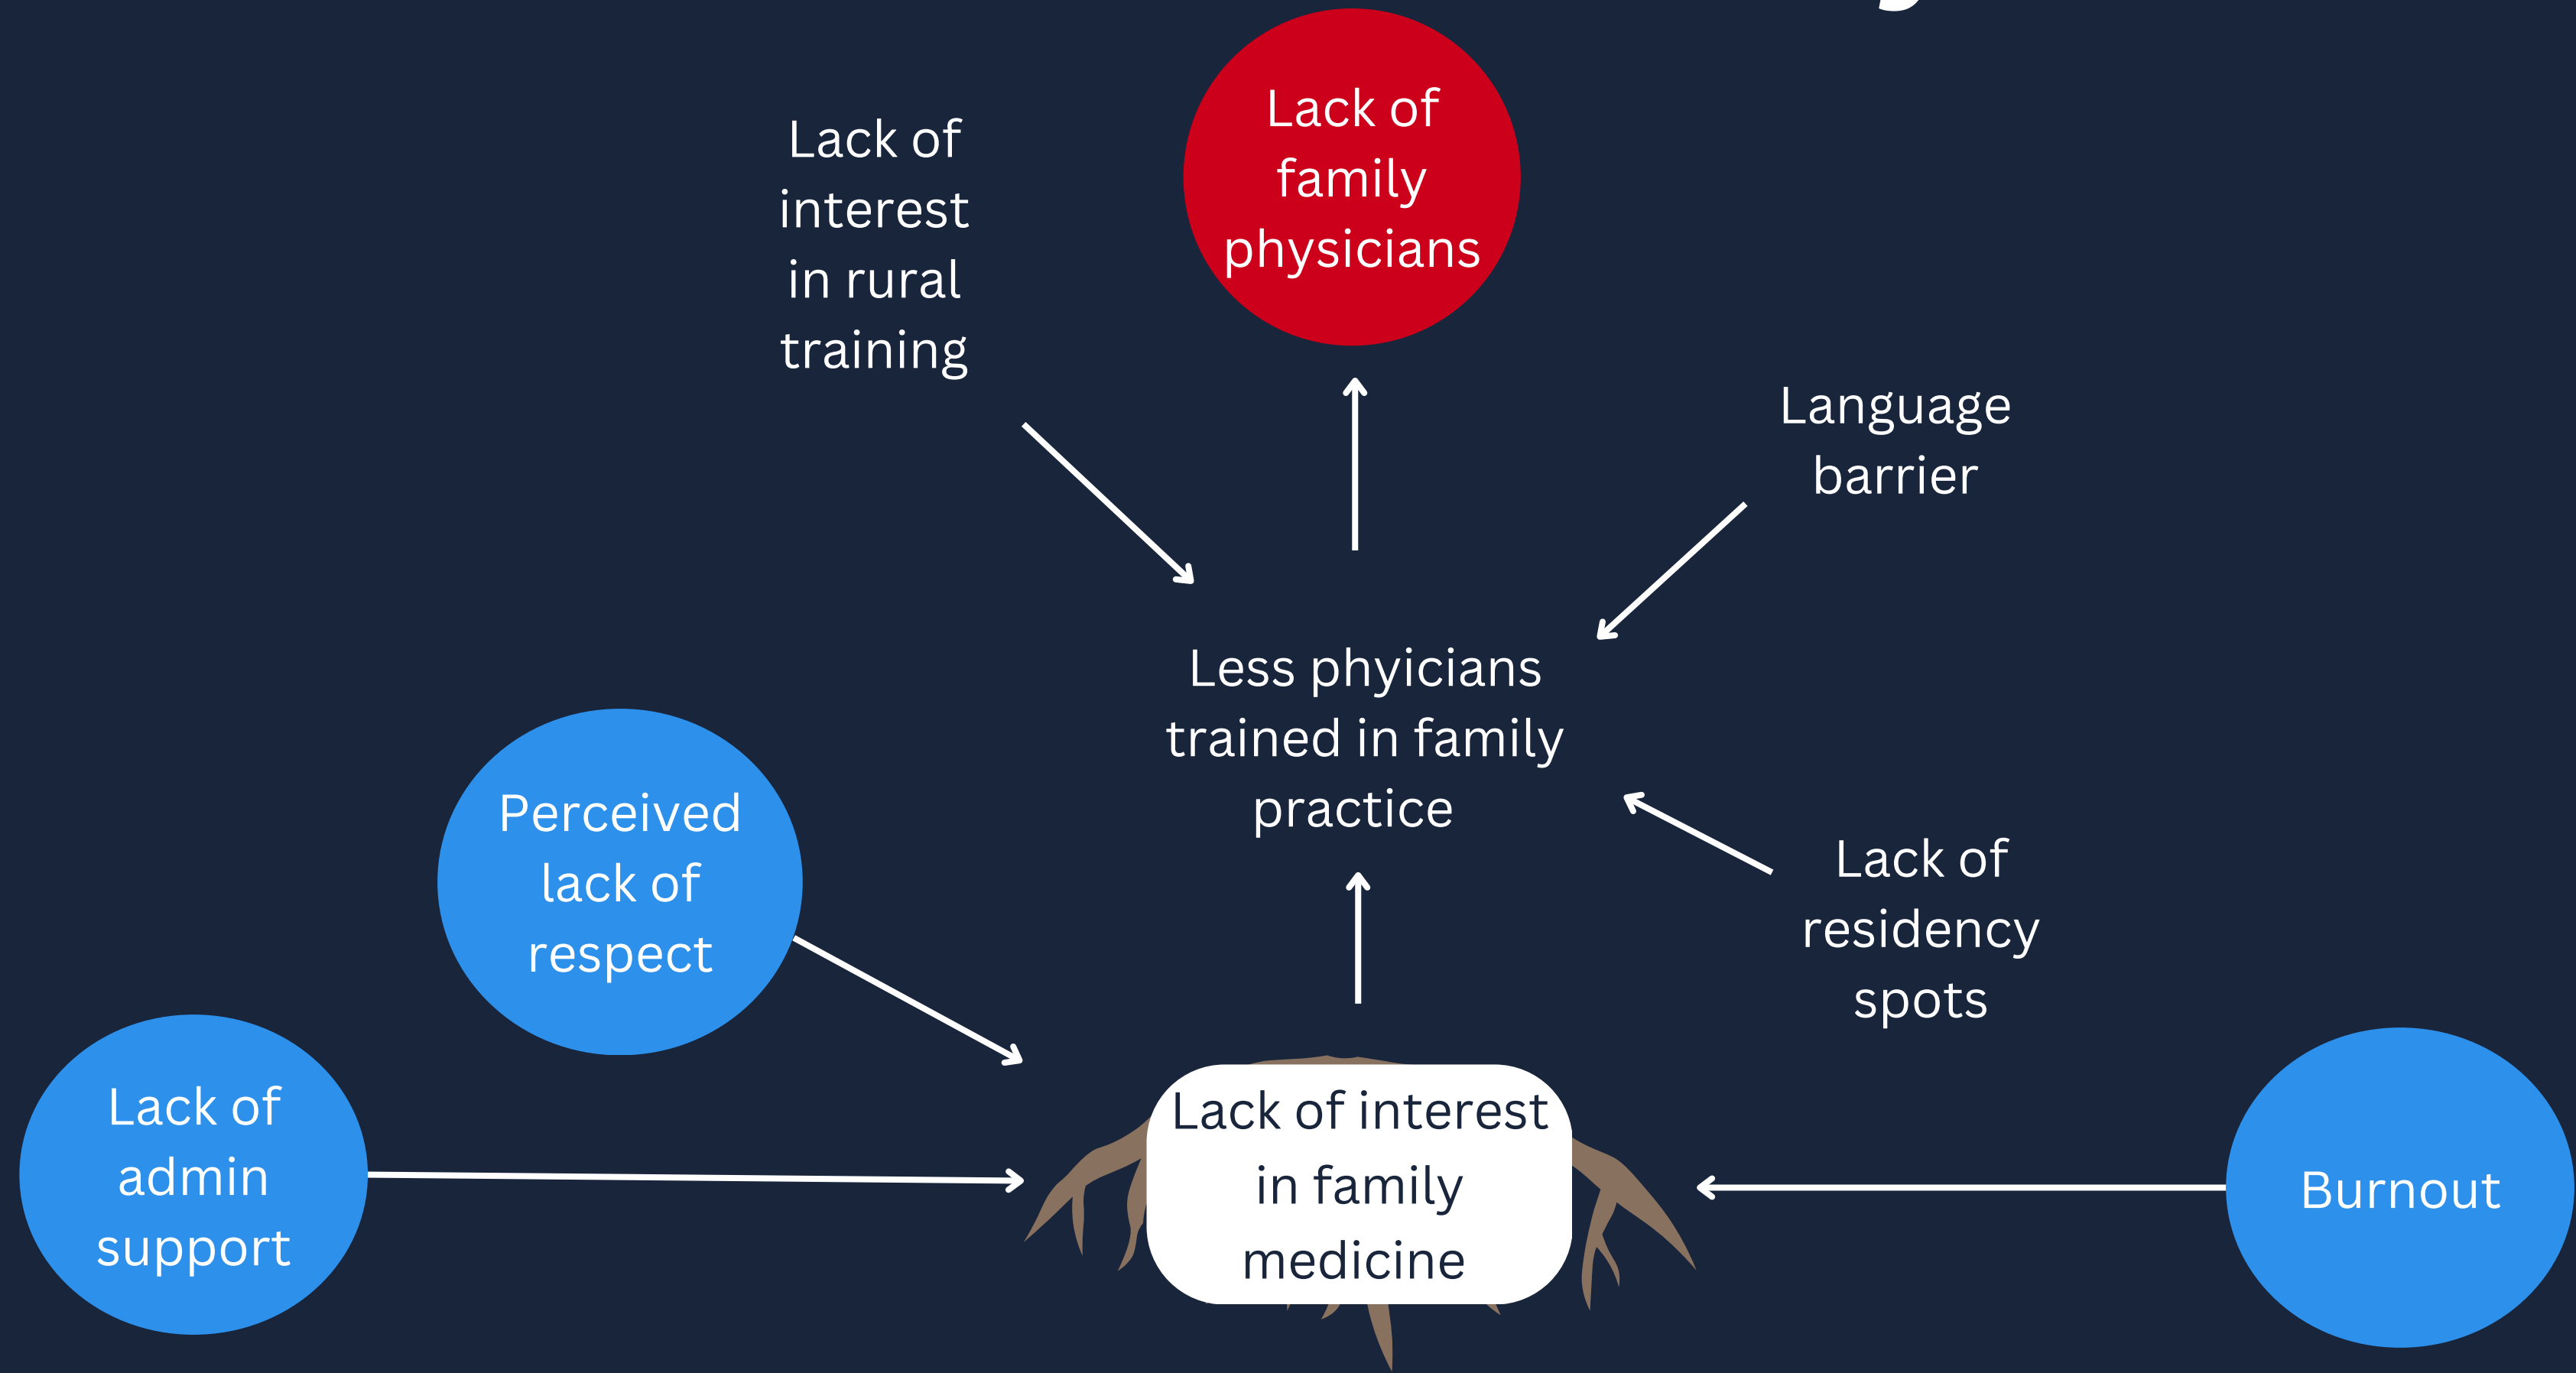 Lack of
family
physicians
Lack of
interest
in rural
training
Language
barrier
Less phyicians
trained in family
practice
Perceived
lack of
respect
Lack of
residency
spots
Lack of
admin
support
Lack of interest
in family
medicine
Burnout